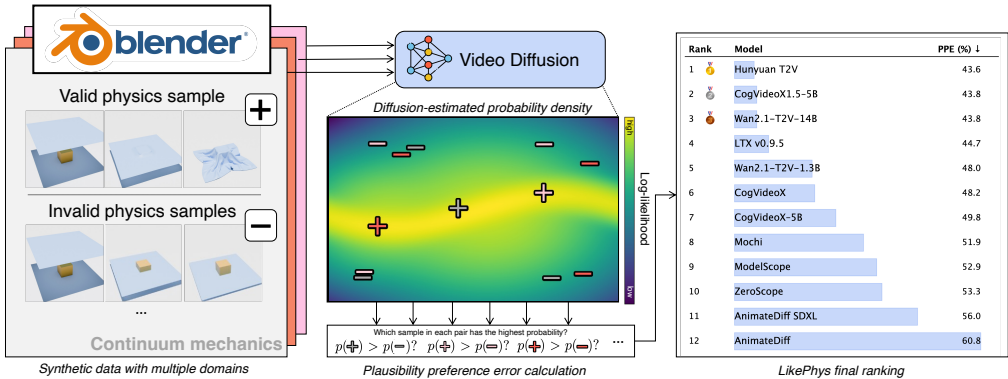 blender®
Valid physics sample
+
Invalid physics samples
−
...
Continuum mechanics
Synthetic data with multiple domains
Video Diffusion
Diffusion-estimated probability density
high
Log-likelihood
low
Which sample in each pair has the highest probability?
p(+) > p(−)? p(+) > p(−)? p(+) > p(−)? ...
Plausibility preference error calculation
Rank Model PPE (%) ↓
1 Hunyuan T2V 43.6
2 CogVideoX1.5-5B 43.8
3 Wan2.1-T2V-14B 43.8
4 LTX v0.9.5 44.7
5 Wan2.1-T2V-1.3B 48.0
6 CogVideoX 48.2
7 CogVideoX-5B 49.8
8 Mochi 51.9
9 ModelScope 52.9
10 ZeroScope 53.3
11 AnimateDiff SDXL 56.0
12 AnimateDiff 60.8
LikePhys final ranking